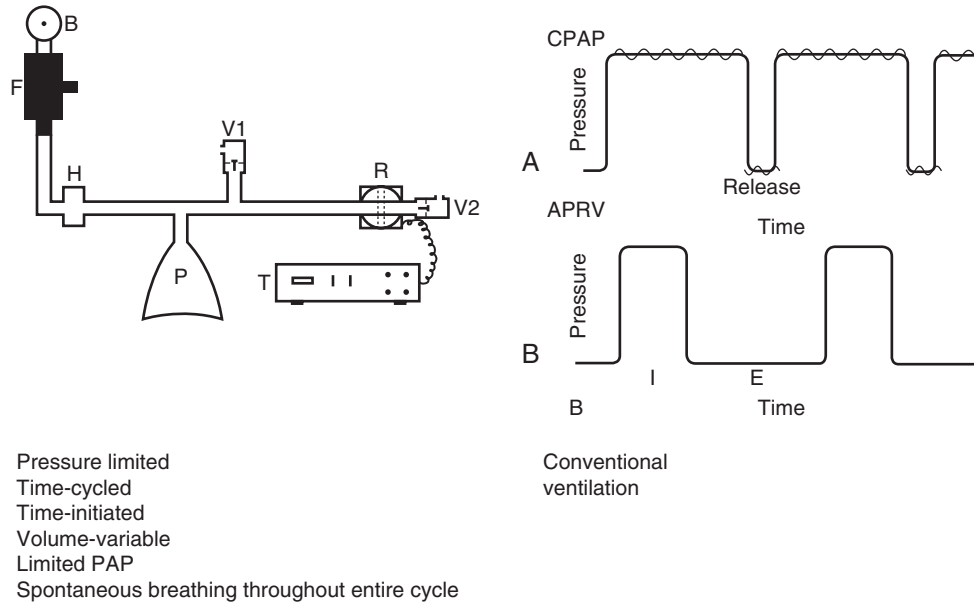 B
F
H
V1
R
V2
P
T
CPAP
Pressure
A
Release
APRV
Time
Pressure
B
I
E
B
Time
Pressure limited
Time-cycled
Time-initiated
Volume-variable
Limited PAP
Spontaneous breathing throughout entire cycle
Conventional
ventilation